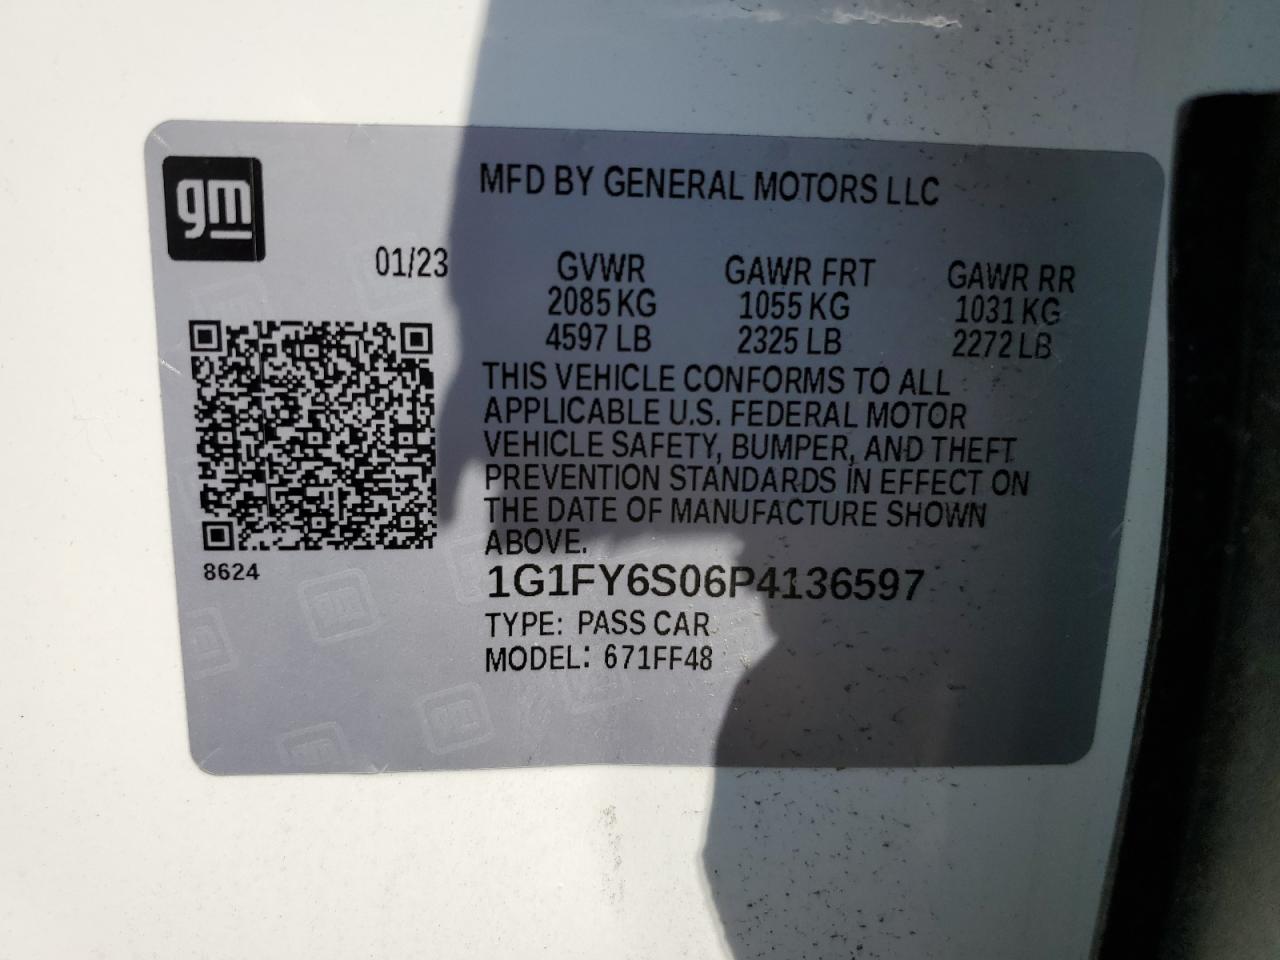 gm
MFD BY GENERAL MOTORS LLC
01/23
GVWR GAWR FRT GAWR RR
2085 KG 1055 KG 1031 KG
4597 LB 2325 LB 2272 LB
THIS VEHICLE CONFORMS TO ALL
APPLICABLE U.S. FEDERAL MOTOR
VEHICLE SAFETY, BUMPER, AND THEFT
PREVENTION STANDARDS IN EFFECT ON
THE DATE OF MANUFACTURE SHOWN
ABOVE.
8624
1G1FY6S06P4136597
TYPE: PASS CAR
MODEL: 671FF48